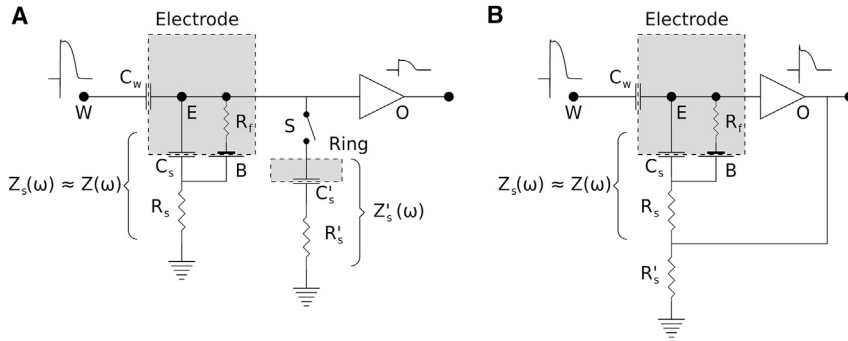 A
Electrode
C_w
W
E
R_f
S
O
Ring
C_s
B
Z_s(ω) ≈ Z(ω)
R_s
C'_s
Z'_s(ω)
R'_s
B
Electrode
C_w
W
E
R_f
O
C_s
B
Z_s(ω) ≈ Z(ω)
R_s
R'_s